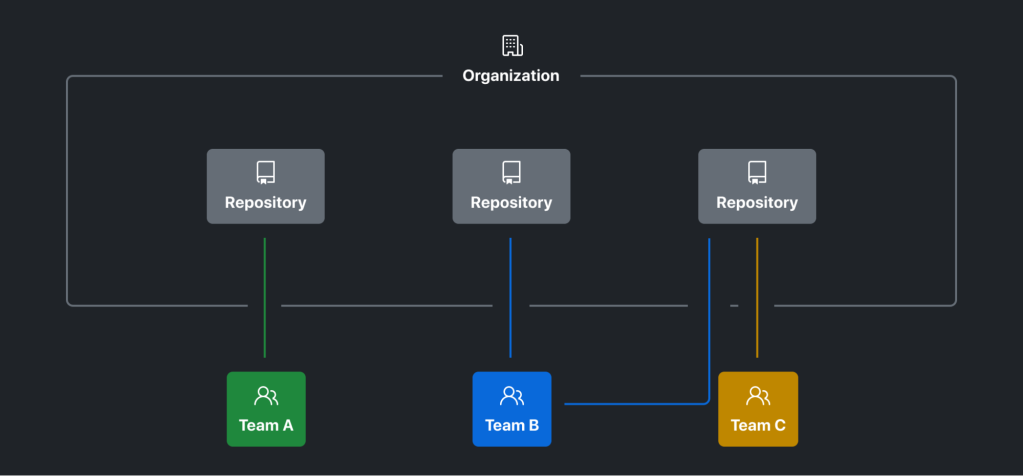 Organization
Repository
Repository
Repository
Team A
Team B
Team C